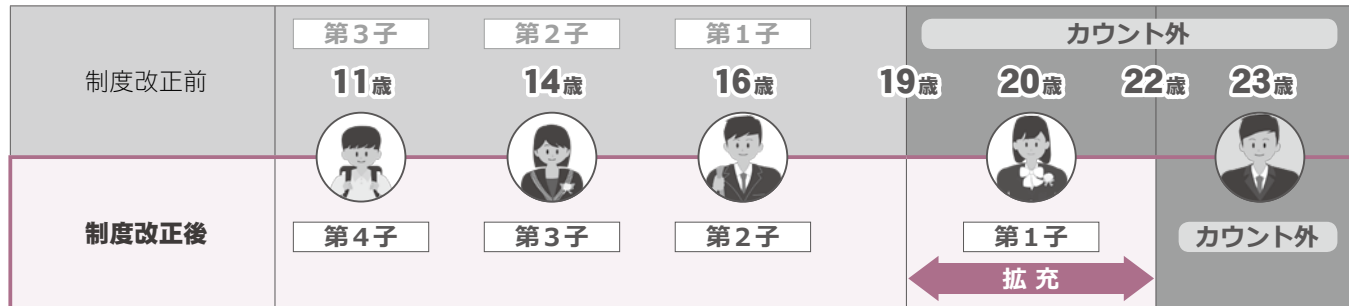 第3子 第2子 第1子 カウント外
制度改正前 11歳 14歳 16歳 19歳 20歳 22歳 23歳
制度改正後 第4子 第3子 第2子 第1子 カウント外
拡充